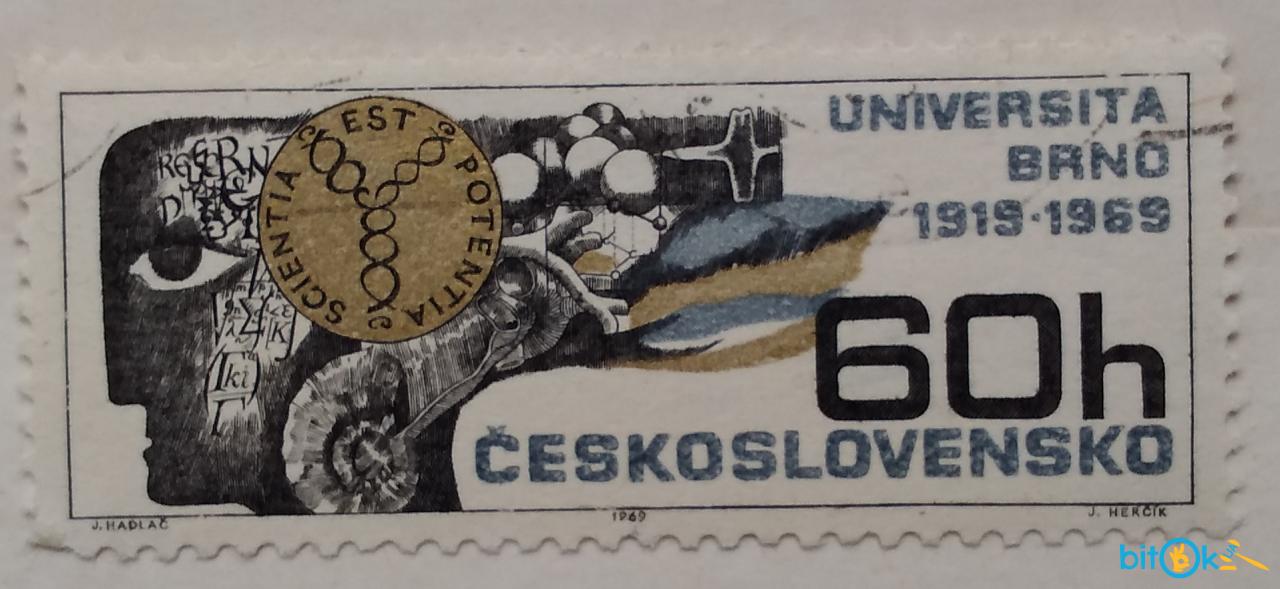 UNIVERSITA
BRNO
1919·1969
SCIENTIA EST POTENTIA
60h
ČESKOSLOVENSKO
J. HADLAČ
1969
J. HERČÍK
bitOk